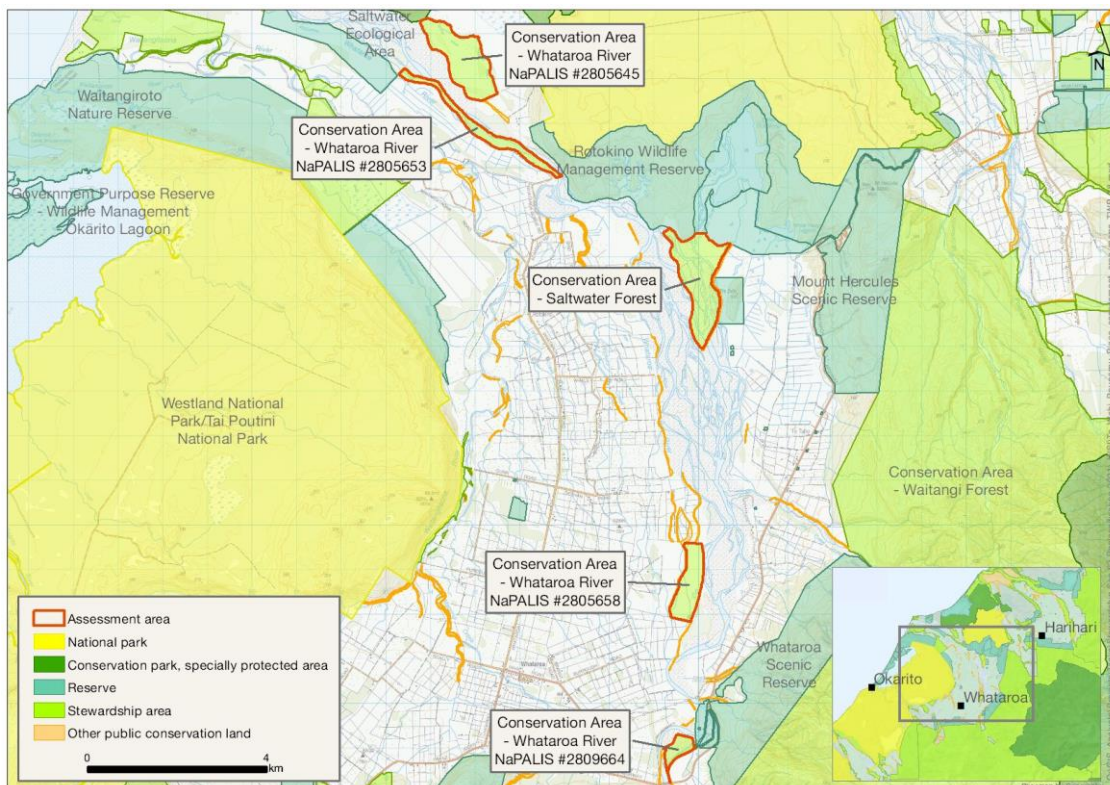 Saltwater
Ecological
Area
Conservation Area
- Whataroa River
NaPALIS #2805645
N
Waitangiroto
Nature Reserve
Conservation Area
- Whataroa River
NaPALIS #2805653
Rotokino Wildlife
Management Reserve
Government Purpose Reserve
- Wildlife Management
Okārito Lagoon
Conservation Area
- Saltwater Forest
Mount Hercules
Scenic Reserve
Westland National
Park/Tai Poutini
National Park
Conservation Area
- Waitangi Forest
Conservation Area
- Whataroa River
NaPALIS #2805658
Whataroa
Scenic
Reserve
Whataroa
Conservation Area
- Whataroa River
NaPALIS #2809664
Assessment area
National park
Conservation park, specially protected area
Reserve
Stewardship area
Other public conservation land
0
4
km
Harihari
Okarito
Whataroa